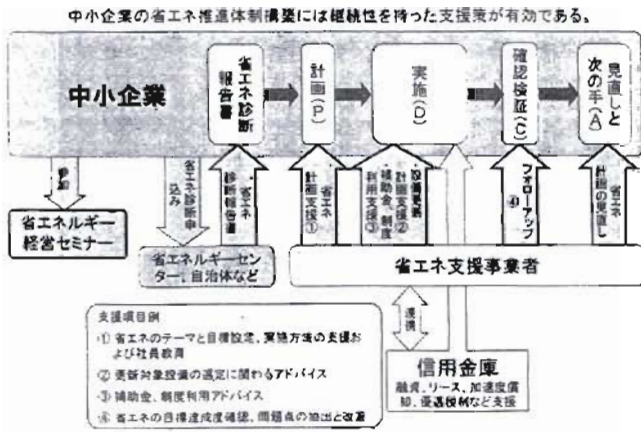 中小企業の省エネ推進体制構築には継続性を持った支援策が有効である。
中小企業
省エネ診断
報告書
計画(P)
実施(D)
確認検証(C)
見直しと
次の手(A)
参加
省エネ診断申
込み
省エネ
診断報告書
省エネ
計画支援①
設備更新
計画支援②
補助金、制度
利用支援③
フォローアップ
④
省エネ
計画の見直し
省エネルギー
経営セミナー
省エネルギーセン
ター、自治体など
省エネ支援事業者
連携
信用金庫
融資、リース、加速度償
却、優遇税制など支援
支援項目例
① 省エネのテーマと目標設定、実施方策の支援お
よび社員教育
② 更新対象設備の選定に関わるアドバイス
③ 補助金、制度利用アドバイス
④ 省エネの目標達成度確認、問題点の抽出と改善